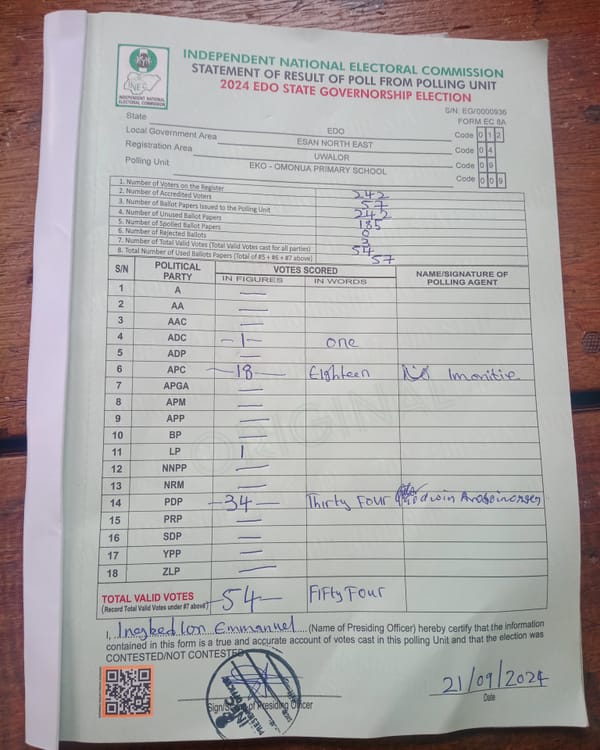 INEC
INDEPENDENT NATIONAL
ELECTORAL COMMISSION
INDEPENDENT NATIONAL ELECTORAL COMMISSION
STATEMENT OF RESULT OF POLL FROM POLLING UNIT
2024 EDO STATE GOVERNORSHIP ELECTION
S/N: EG/0000936
FORM EC 8A
State EDO Code 0 1 2
Local Government Area ESAN NORTH EAST Code 0 4
Registration Area UWALOR Code 0 9
Polling Unit EKO - OMONUA PRIMARY SCHOOL Code 0 0 9
1. Number of Voters on the Register 242
2. Number of Accredited Voters 57
3. Number of Ballot Papers Issued to the Polling Unit 242
4. Number of Unused Ballot Papers 185
5. Number of Spoiled Ballot Papers 0
6. Number of Rejected Ballots 3
7. Number of Total Valid Votes (Total Valid Votes cast for all parties) 54
8. Total Number of Used Ballots Papers (Total of #5 + #6 + #7 above) 57
S/N POLITICAL PARTY VOTES SCORED NAME/SIGNATURE OF POLLING AGENT
IN FIGURES IN WORDS
1 A —
2 AA —
3 AAC —
4 ADC -1- one
5 ADP —
6 APC -18- Eighteen
7 APGA —
8 APM —
9 APP —
10 BP —
11 LP 1
12 NNPP —
13 NRM —
14 PDP -34- Thirty Four
15 PRP —
16 SDP —
17 YPP —
18 ZLP —
TOTAL VALID VOTES -54- Fifty Four
(Record Total Valid Votes under #7 above)
ORIGINAL
I, Emmanuel (Name of Presiding Officer) hereby certify that the information
contained in this form is a true and accurate account of votes cast in this polling Unit and that the election was
CONTESTED/NOT CONTESTED
21/09/2024
of Presiding Officer
Date